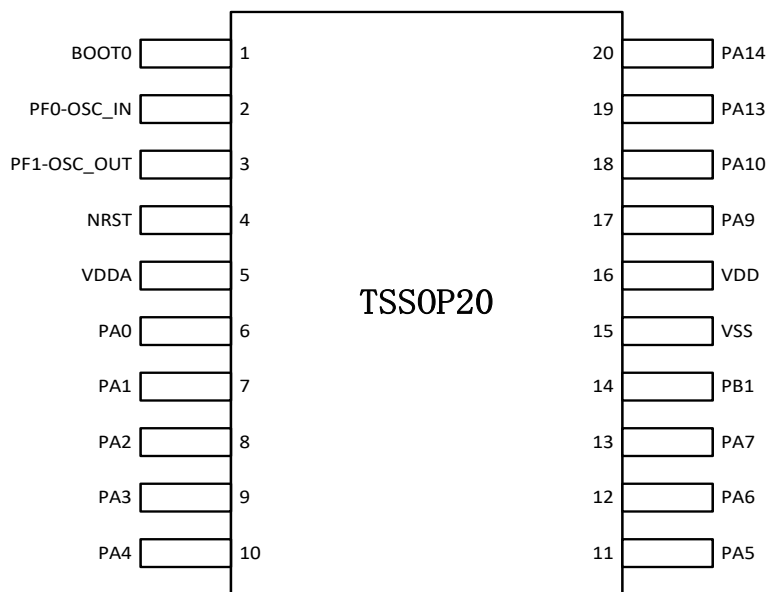 BOOT0 1 20 PA14
PF0-OSC_IN 2 19 PA13
PF1-OSC_OUT 3 18 PA10
NRST 4 17 PA9
VDDA 5 16 VDD
TSSOP20
PA0 6 15 VSS
PA1 7 14 PB1
PA2 8 13 PA7
PA3 9 12 PA6
PA4 10 11 PA5